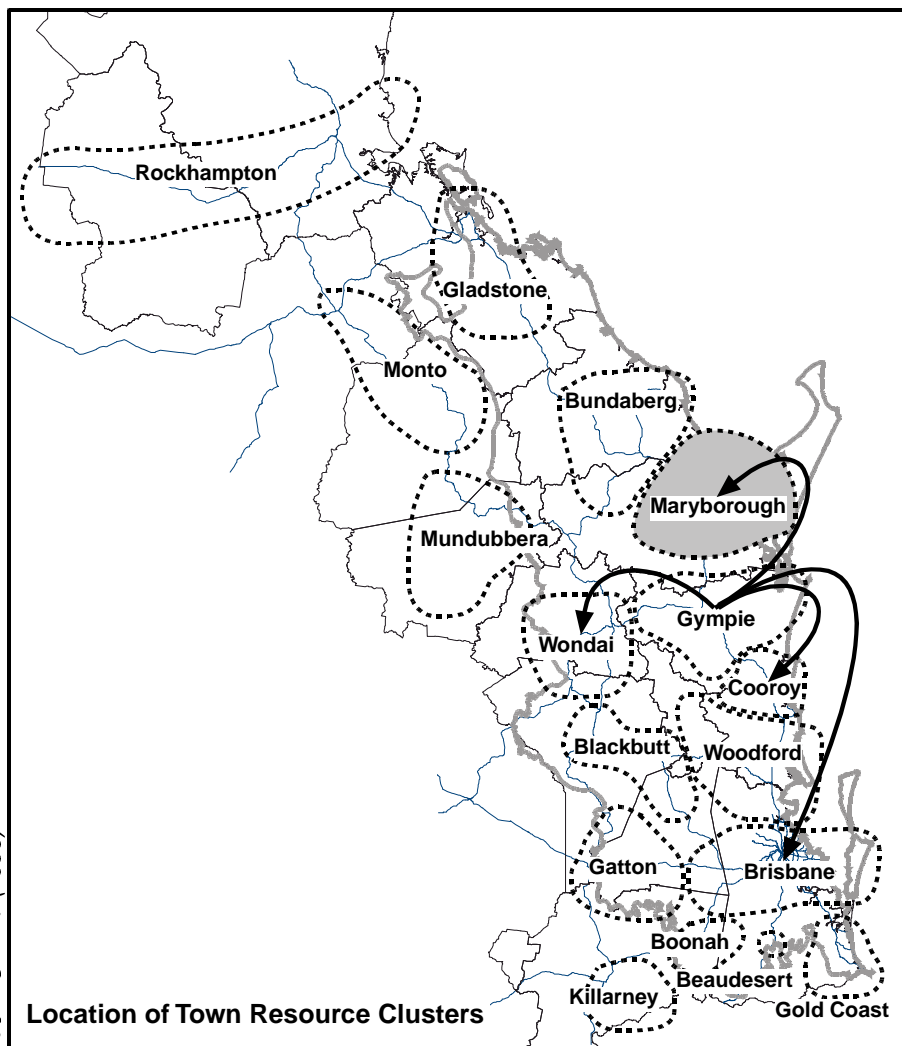 Rockhampton
Gladstone
Monto
Bundaberg
Maryborough
Mundubbera
Gympie
Wondai
Cooroy
Blackbutt
Woodford
Gatton
Brisbane
Boonah
Beaudesert
Killarney
Gold Coast
Location of Town Resource Clusters